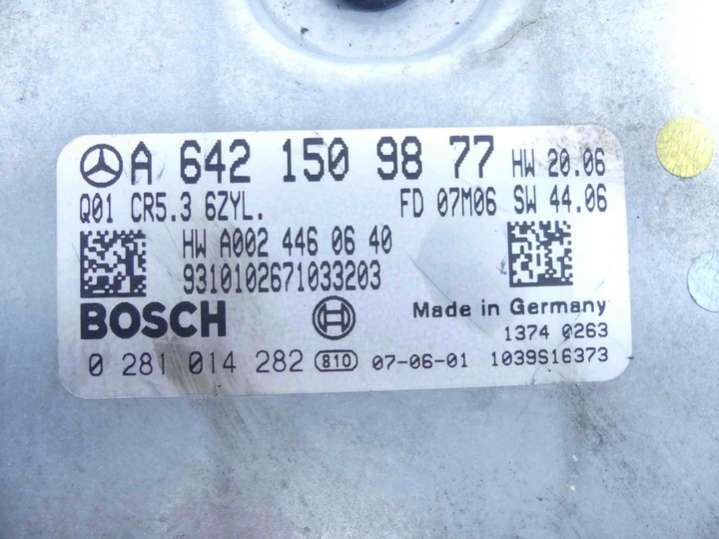 A 642 150 98 77 HW 20.06
Q01 CR5.3 6ZYL. FD 07M06 SW 44.06
HW A002 446 06 40
9310102671033203
BOSCH Made in Germany
1374 0263
0 281 014 282 810 07-06-01 1039S16373